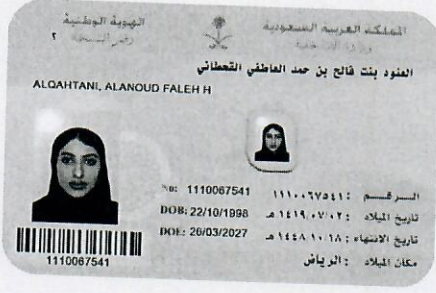 المملكة العربية السعودية
وزارة الداخلية
الهوية الوطنية
رقم النسخة ٢
العنود بنت فالح بن حمد العاطفي القحطاني
ALQAHTANI, ALANOUD FALEH H
No: 1110067541 الرقم : ١١١٠٠٦٧٥٤١
DOB: 22/10/1998 تاريخ الميلاد : ١٤١٩/٠٧/٠٢ هـ
DOE: 26/03/2027 تاريخ الانتهاء : ١٤٤٨/١٠/١٨ هـ
مكان الميلاد : الرياض
1110067541